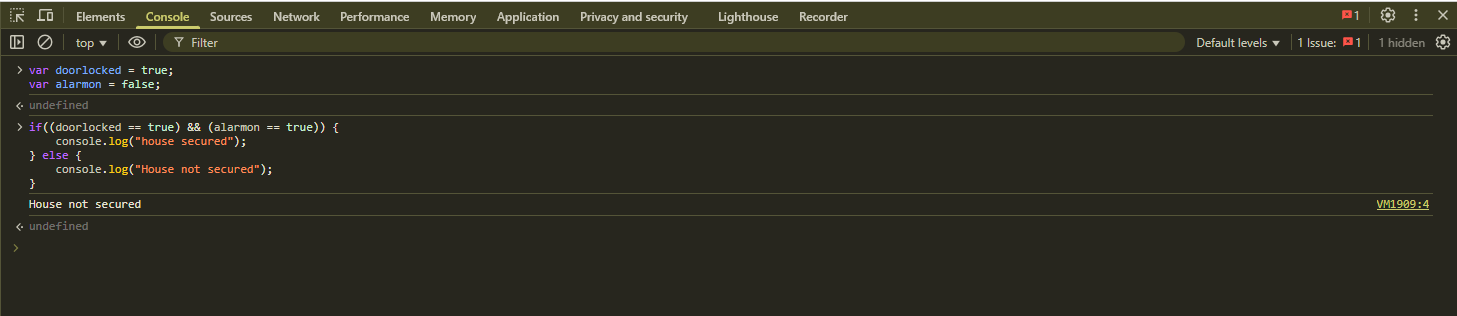 Elements Console Sources Network Performance Memory Application Privacy and security Lighthouse Recorder 1
top Filter Default levels 1 Issue: 1 1 hidden
var doorlocked = true;
var alarmon = false;
undefined
if((doorlocked == true) && (alarmon == true)) {
    console.log("house secured");
} else {
    console.log("House not secured");
}
House not secured VM1909:4
undefined